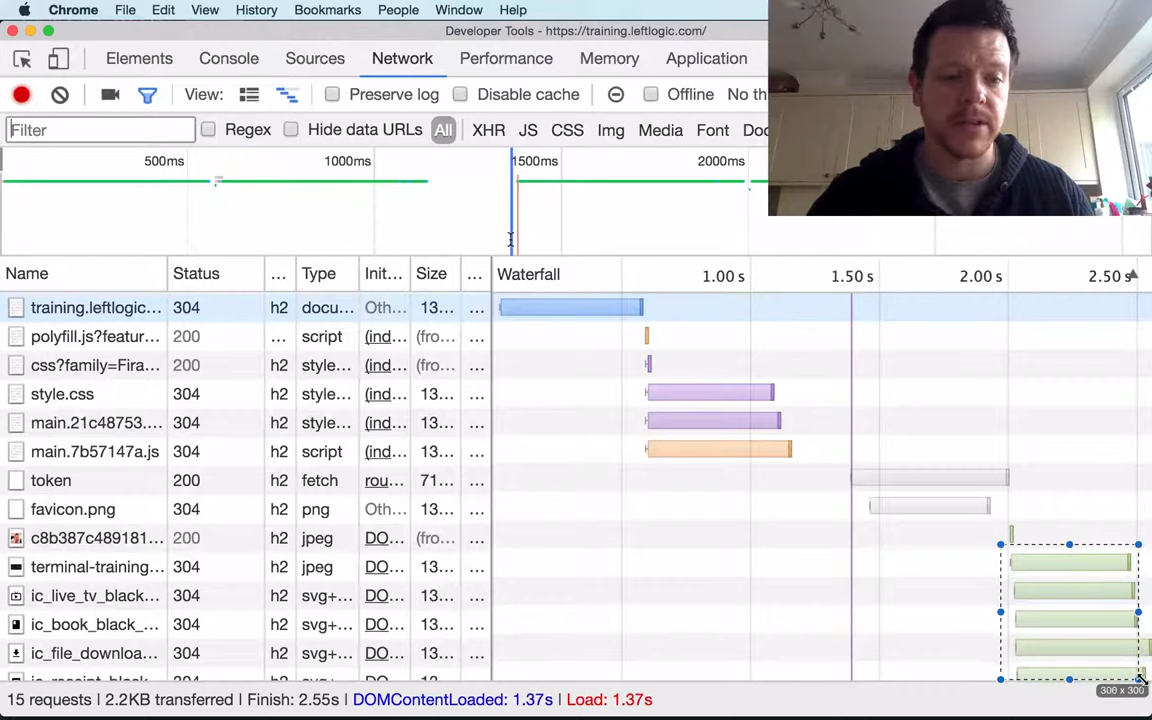 Chrome File Edit View History Bookmarks People Window Help
Developer Tools - https://training.leftlogic.com/
Elements Console Sources Network Performance Memory Application
View: Preserve log Disable cache Offline No th
Filter Regex Hide data URLs All XHR JS CSS Img Media Font Doc
500ms 1000ms 1500ms 2000ms
Name Status ... Type Init... Size ... Waterfall 1.00 s 1.50 s 2.00 s 2.50 s
training.leftlogic... 304 h2 docu... Oth... 13... ...
polyfill.js?featur... 200 ... script (ind... (fro... ...
css?family=Fira... 200 h2 style... (ind... (fro... ...
style.css 304 h2 style... (ind... 13... ...
main.21c48753.... 304 h2 style... (ind... 13... ...
main.7b57147a.js 304 h2 script (ind... 13... ...
token 200 h2 fetch rou... 71... ...
favicon.png 304 h2 png Oth... 13... ...
c8b387c489181... 200 h2 jpeg DO... (fro... ...
terminal-training... 304 h2 jpeg DO... 13... ...
ic_live_tv_black... 304 h2 svg+... DO... 13... ...
ic_book_black_... 304 h2 svg+... DO... 13... ...
ic_file_downloa... 304 h2 svg+... DO... 13... ...
300 x 300
15 requests | 2.2KB transferred | Finish: 2.55s | DOMContentLoaded: 1.37s | Load: 1.37s